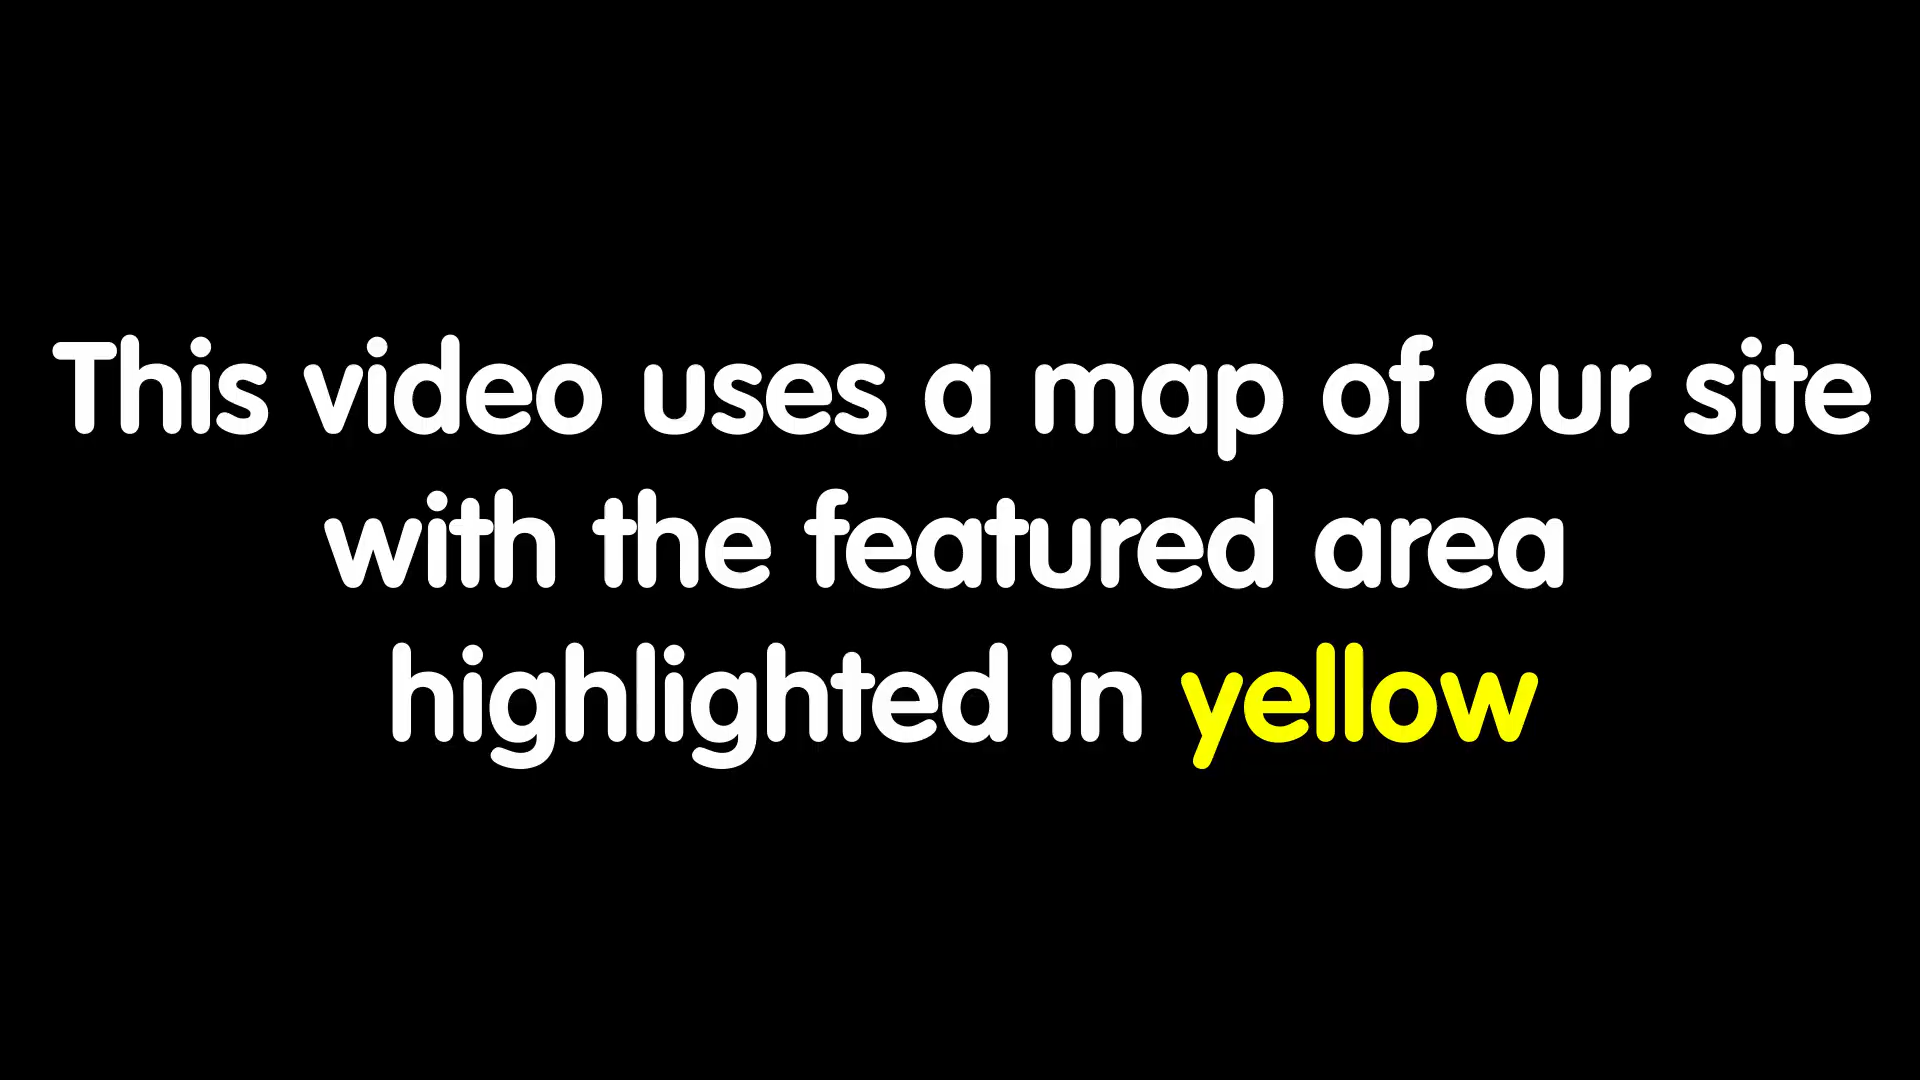 This video uses a map of our site
with the featured area
highlighted in yellow